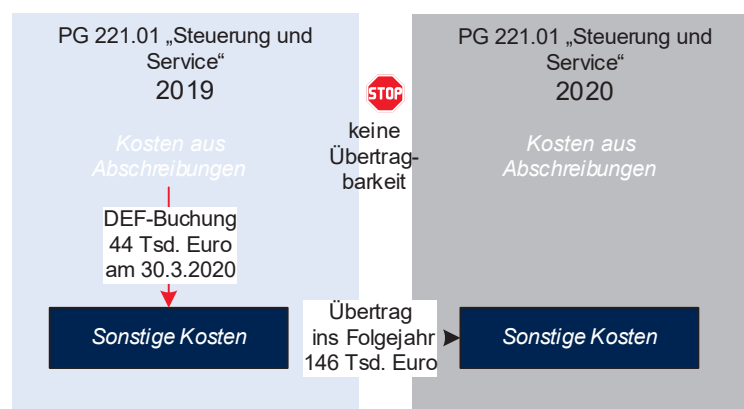 PG 221.01 „Steuerung und
Service“
2019
Kosten aus
Abschreibungen
DEF-Buchung
44 Tsd. Euro
am 30.3.2020
Sonstige Kosten
STOP
keine
Übertrag-
barkeit
Übertrag
ins Folgejahr
146 Tsd. Euro
PG 221.01 „Steuerung und
Service“
2020
Kosten aus
Abschreibungen
Sonstige Kosten